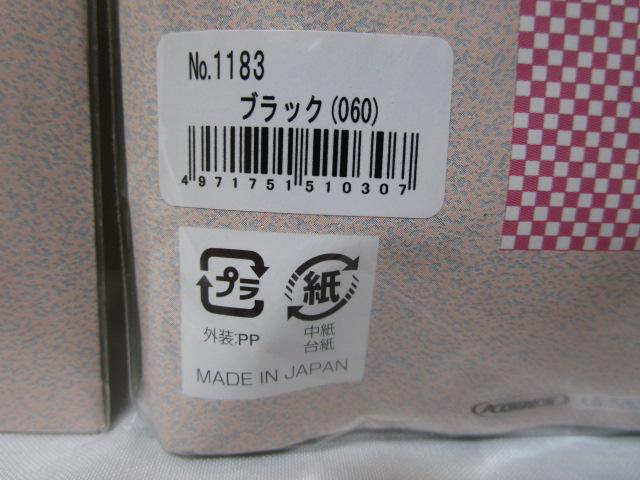 No.1183
ブラック(060)
4971751510307
プラ
紙
外装:PP
中紙
台紙
MADE IN JAPAN